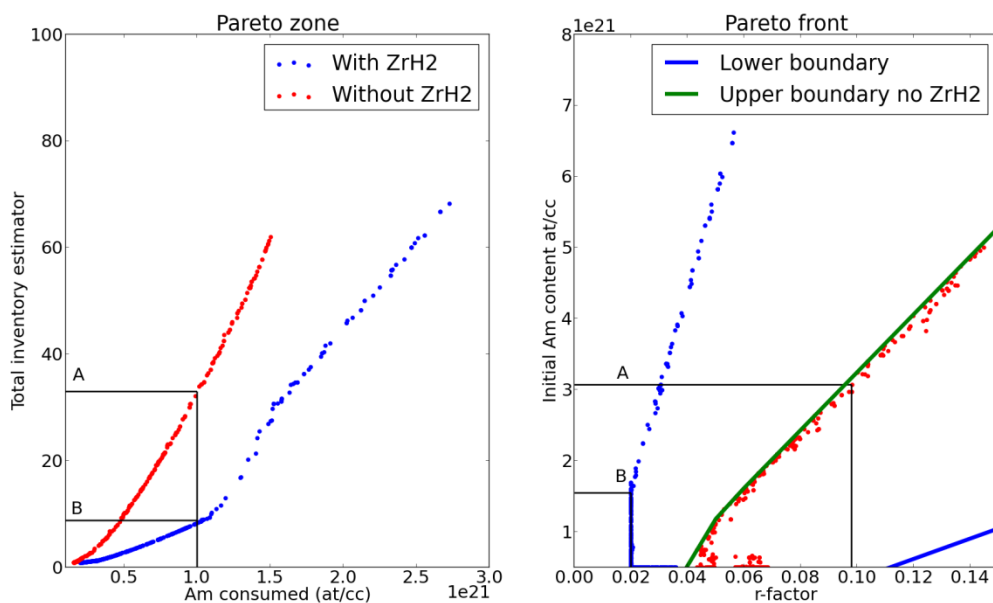 Pareto zone
100
80
60
40
20
0
Total inventory estimator
With ZrH2
Without ZrH2
A
B
0.5 1.0 1.5 2.0 2.5 3.0
Am consumed (at/cc)
1e21
Pareto front
1e21
8
7
6
5
4
3
2
1
Initial Am content at/cc
Lower boundary
Upper boundary no ZrH2
A
B
0.00 0.02 0.04 0.06 0.08 0.10 0.12 0.14
r-factor